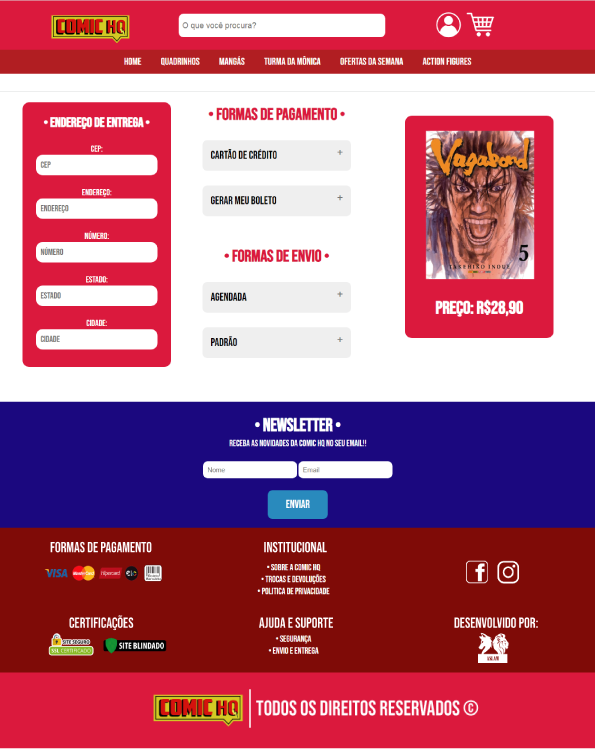 COMIC HQ
O que você procura?
HOME QUADRINHOS MANGÁS TURMA DA MÔNICA OFERTAS DA SEMANA ACTION FIGURES
• ENDEREÇO DE ENTREGA •
CEP:
CEP
ENDEREÇO:
ENDEREÇO
NÚMERO:
NÚMERO
ESTADO:
ESTADO
CIDADE:
CIDADE
• FORMAS DE PAGAMENTO •
CARTÃO DE CRÉDITO +
GERAR MEU BOLETO +
• FORMAS DE ENVIO •
AGENDADA +
PADRÃO +
Vagabond
5
TAKEHIKO INOUE
PREÇO: R$28,90
• NEWSLETTER •
RECEBA AS NOVIDADES DA COMIC HQ NO SEU EMAIL!!
Nome
Email
ENVIAR
FORMAS DE PAGAMENTO
VISA MasterCard Hipercard elo
INSTITUCIONAL
• SOBRE A COMIC HQ
• TROCAS E DEVOLUÇÕES
• POLITICA DE PRIVACIDADE
CERTIFICAÇÕES
SITE SEGURO
SSL CERTIFICADO
SITE BLINDADO
AJUDA E SUPORTE
• SEGURANÇA
• ENVIO E ENTREGA
DESENVOLVIDO POR:
COMIC HQ
TODOS OS DIREITOS RESERVADOS ©